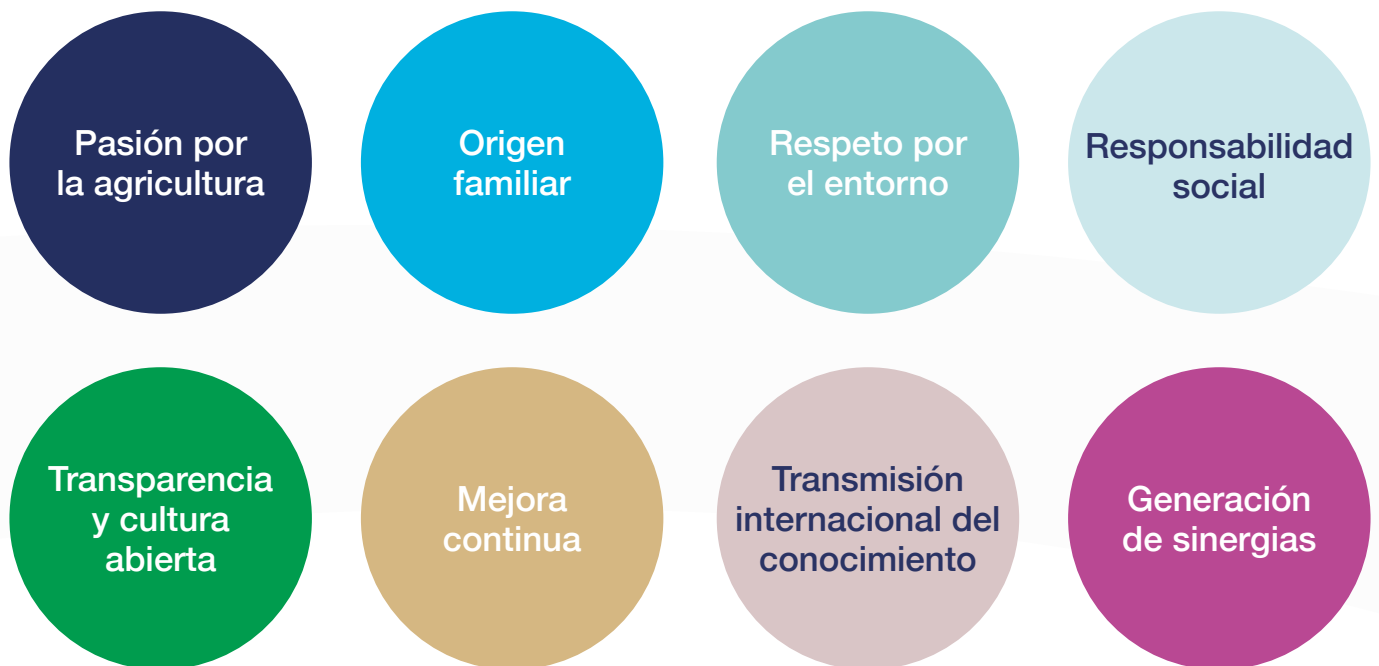 Pasión por
la agricultura
Origen
familiar
Respeto por
el entorno
Responsabilidad
social
Transparencia
y cultura
abierta
Mejora
continua
Transmisión
internacional del
conocimiento
Generación
de sinergias